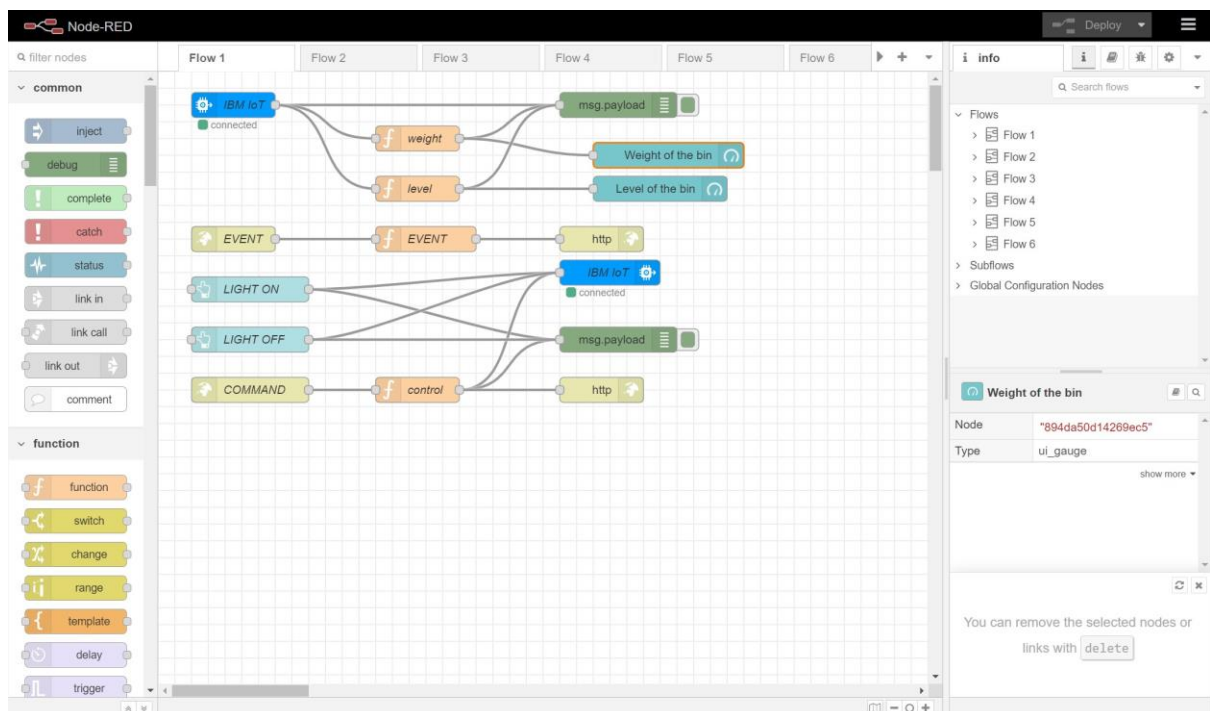 Node-RED
Deploy
filter nodes
Flow 1
Flow 2
Flow 3
Flow 4
Flow 5
Flow 6
i info
i
Search flows
common
inject
debug
complete
catch
status
link in
link call
link out
comment
function
function
switch
change
range
template
delay
trigger
IBM IoT
connected
msg.payload
f weight
Weight of the bin
f level
Level of the bin
EVENT
f EVENT
http
IBM IoT
connected
LIGHT ON
LIGHT OFF
msg.payload
COMMAND
f control
http
Flows
Flow 1
Flow 2
Flow 3
Flow 4
Flow 5
Flow 6
Subflows
Global Configuration Nodes
Weight of the bin
Node "894da50d14269ec5"
Type ui_gauge
show more
You can remove the selected nodes or
links with delete